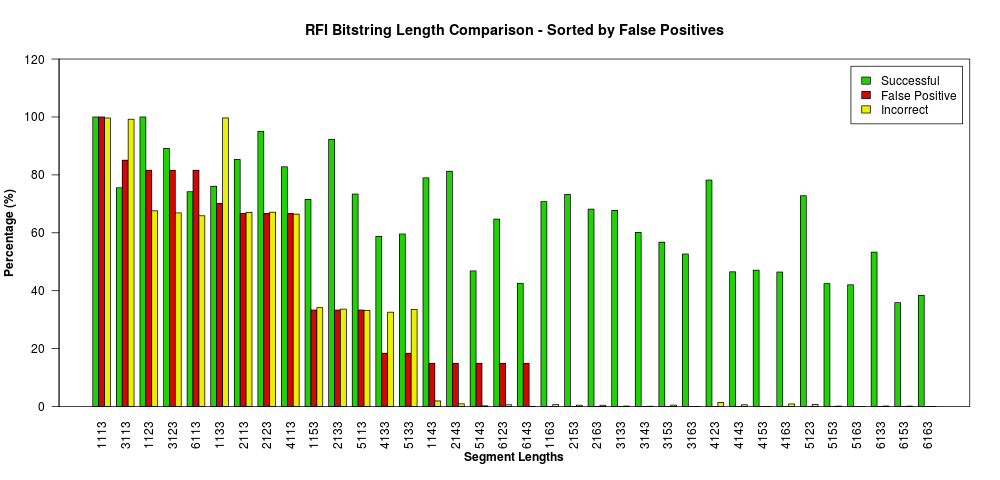 RFI Bitstring Length Comparison - Sorted by False Positives
120
100
80
60
40
20
0
Percentage (%)
Successful
False Positive
Incorrect
1113 3113 1123 3123 6113 1133 2113 2123 4113 1153 2133 5113 4133 5133 1143 2143 5143 6123 6143 1163 2153 2163 3133 3143 3153 3163 4123 4143 4153 4163 5123 5153 5163 6133 6153 6163
Segment Lengths